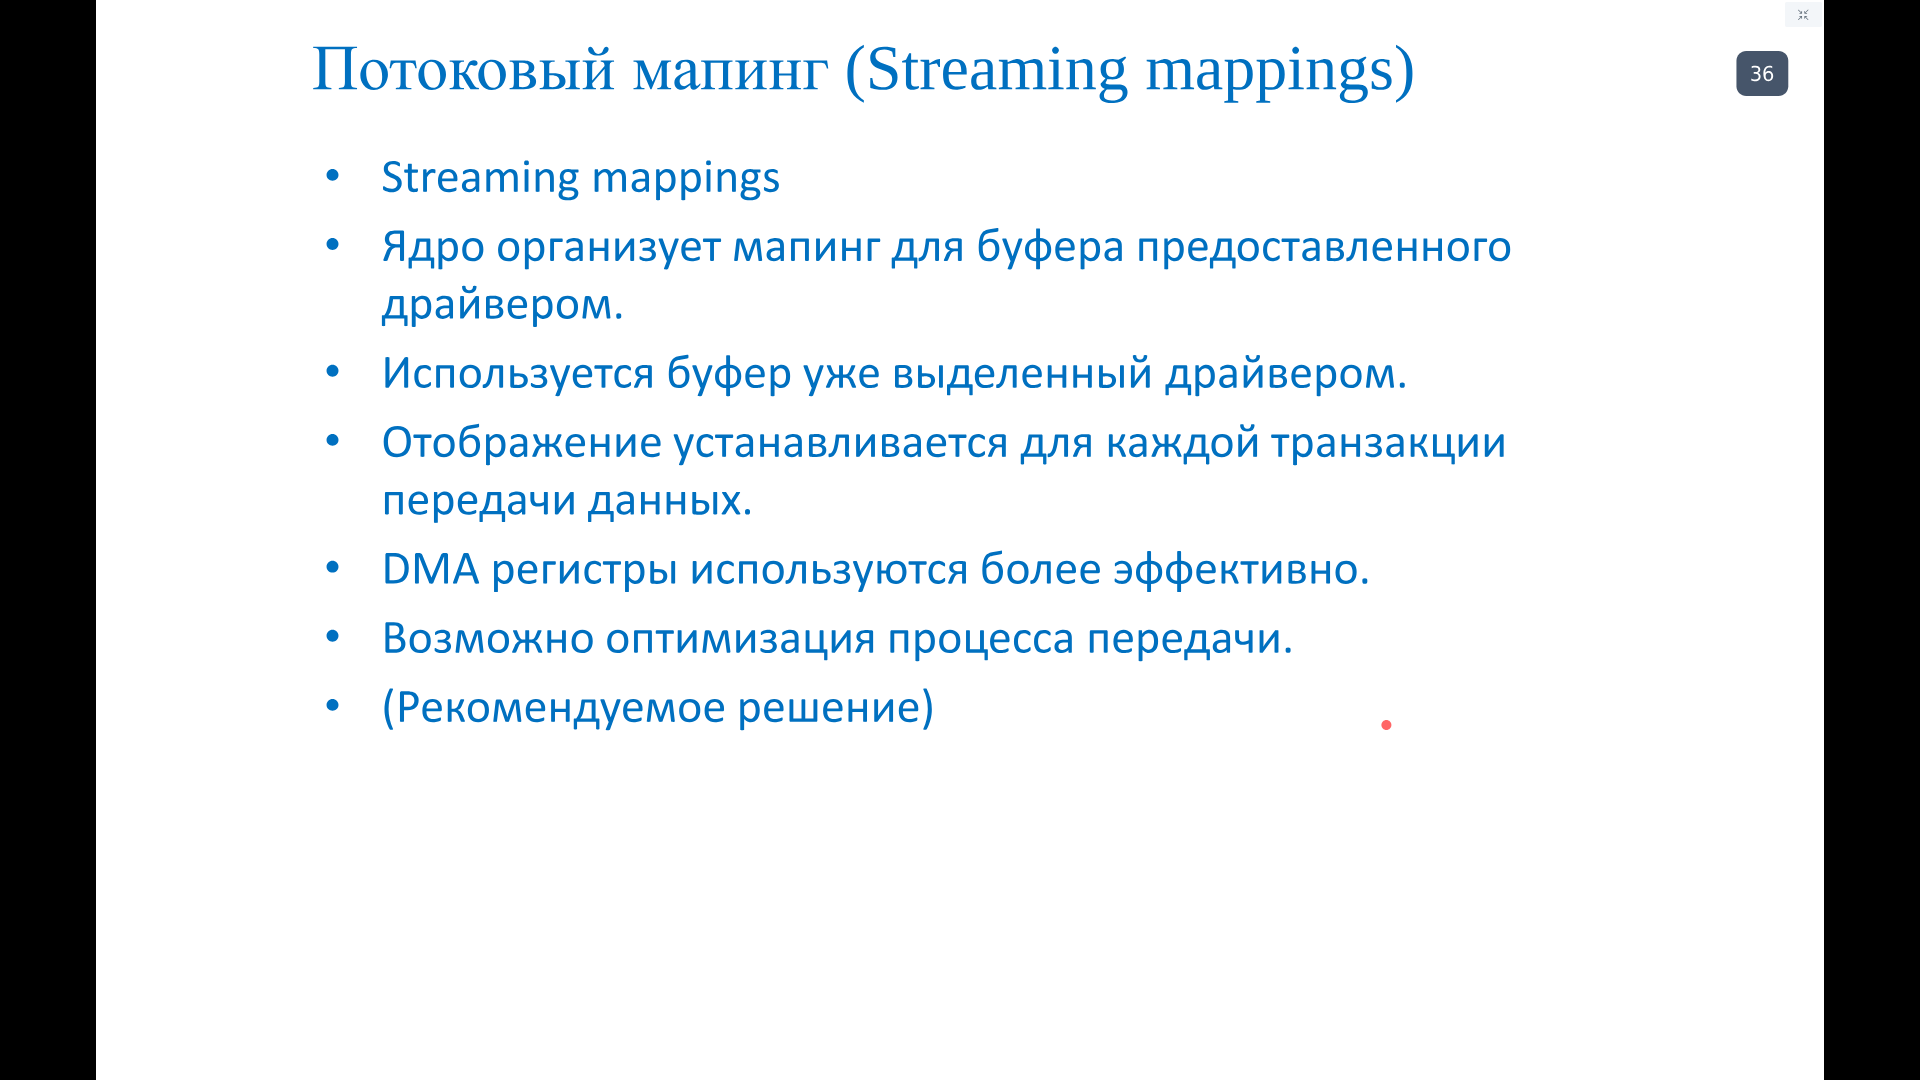 Потоковый мапинг (Streaming mappings)
36
• Streaming mappings
• Ядро организует мапинг для буфера предоставленного
драйвером.
• Используется буфер уже выделенный драйвером.
• Отображение устанавливается для каждой транзакции
передачи данных.
• DMA регистры используются более эффективно.
• Возможно оптимизация процесса передачи.
• (Рекомендуемое решение)